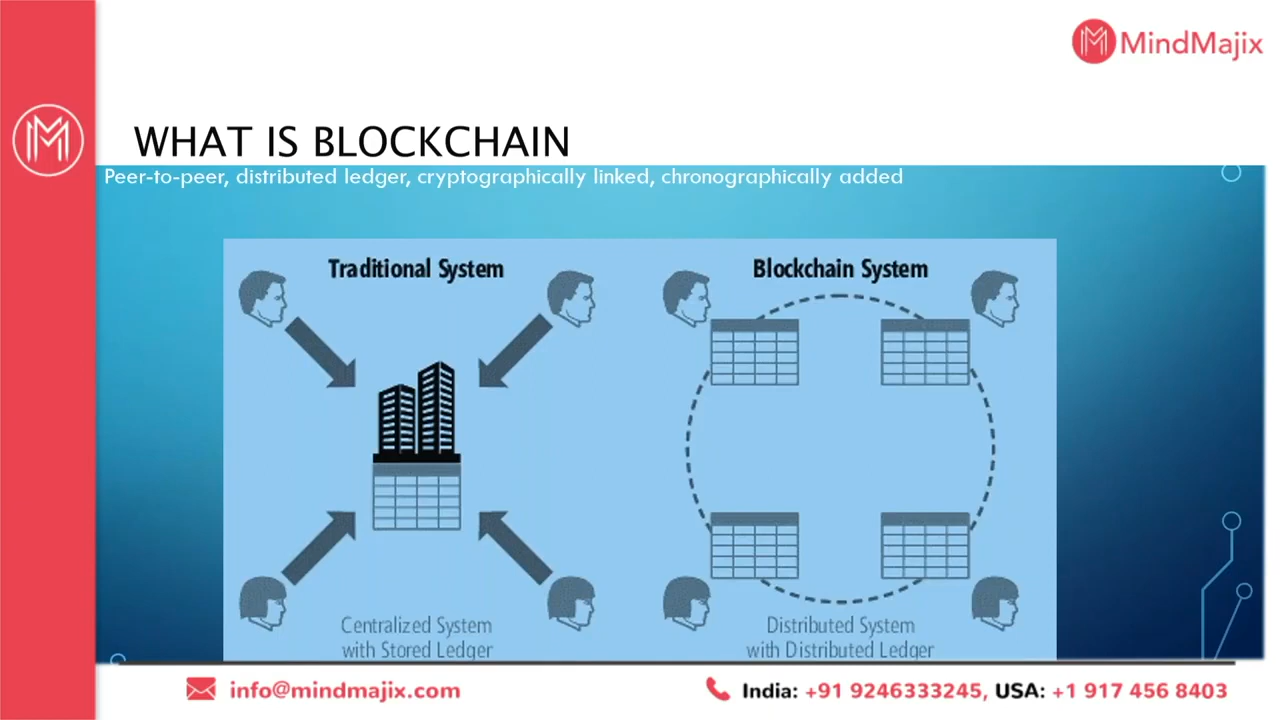 MindMajix
WHAT IS BLOCKCHAIN
Peer-to-peer, distributed ledger, cryptographically linked, chronographically added
Traditional System
Blockchain System
Centralized System
with Stored Ledger
Distributed System
with Distributed Ledger
info@mindmajix.com
India: +91 9246333245, USA: +1 917 456 8403